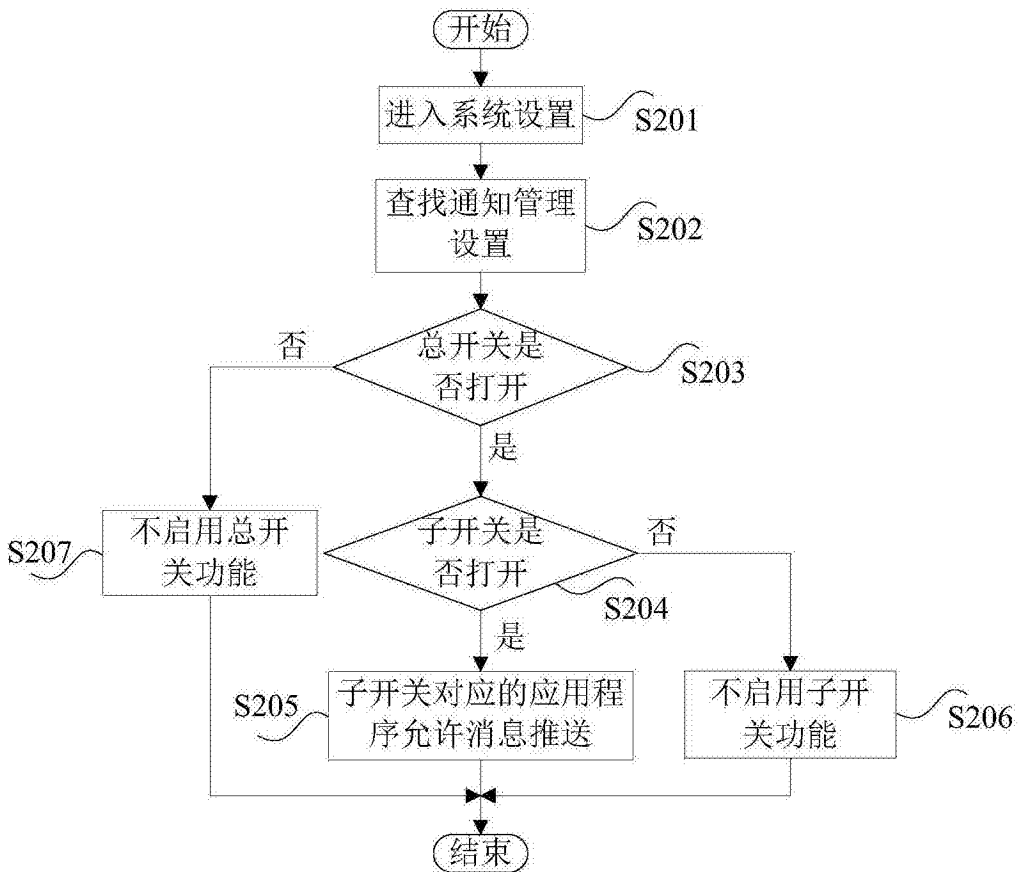 开始
进入系统设置
S201
查找通知管理
设置
S202
否
总开关是
否打开
S203
是
S207
不启用总开
关功能
子开关是
否打开
否
S204
是
S205
子开关对应的应用程
序允许消息推送
不启用子开
关功能
S206
结束